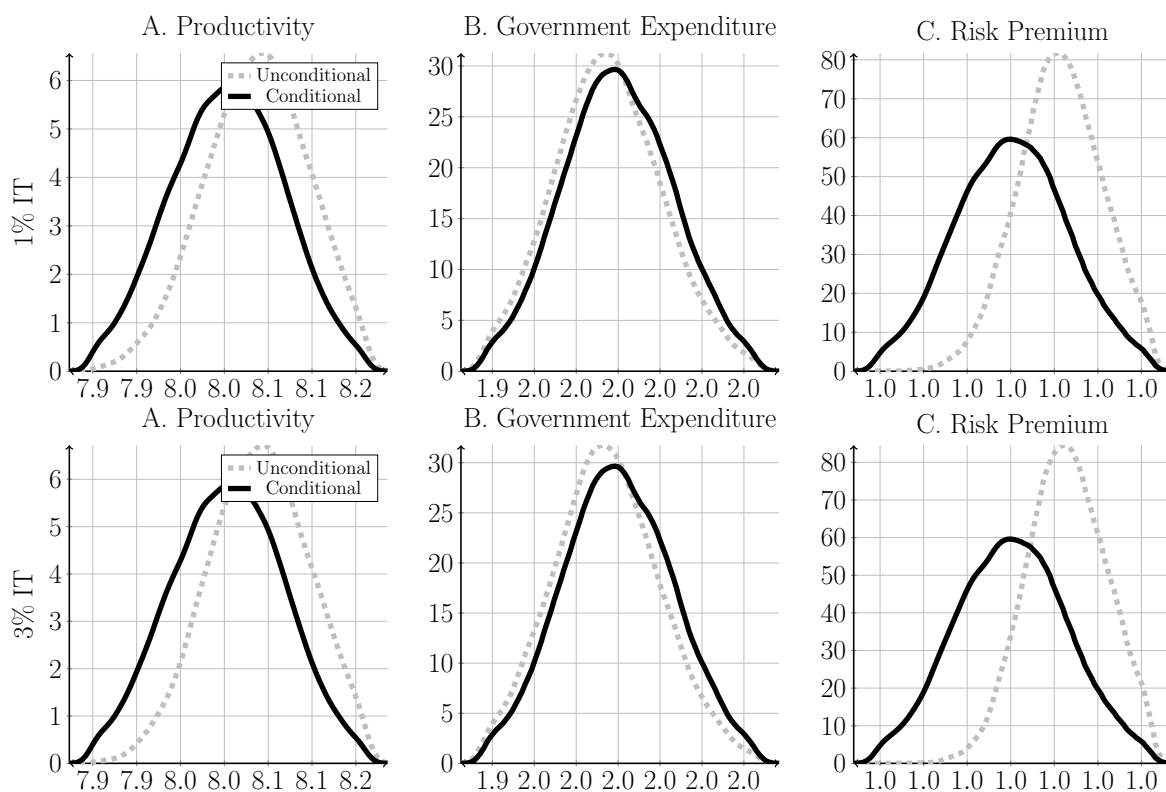 A. Productivity
B. Government Expenditure
C. Risk Premium
1% IT
6
5
4
3
2
1
0
Unconditional
Conditional
7.9 7.9 8.0 8.0 8.1 8.1 8.2
30
25
20
15
10
5
0
1.9 2.0 2.0 2.0 2.0 2.0 2.0
80
70
60
50
40
30
20
10
0
1.0 1.0 1.0 1.0 1.0 1.0 1.0
A. Productivity
B. Government Expenditure
C. Risk Premium
3% IT
6
5
4
3
2
1
0
Unconditional
Conditional
7.9 7.9 8.0 8.0 8.1 8.1 8.2
30
25
20
15
10
5
0
1.9 2.0 2.0 2.0 2.0 2.0 2.0
80
70
60
50
40
30
20
10
0
1.0 1.0 1.0 1.0 1.0 1.0 1.0